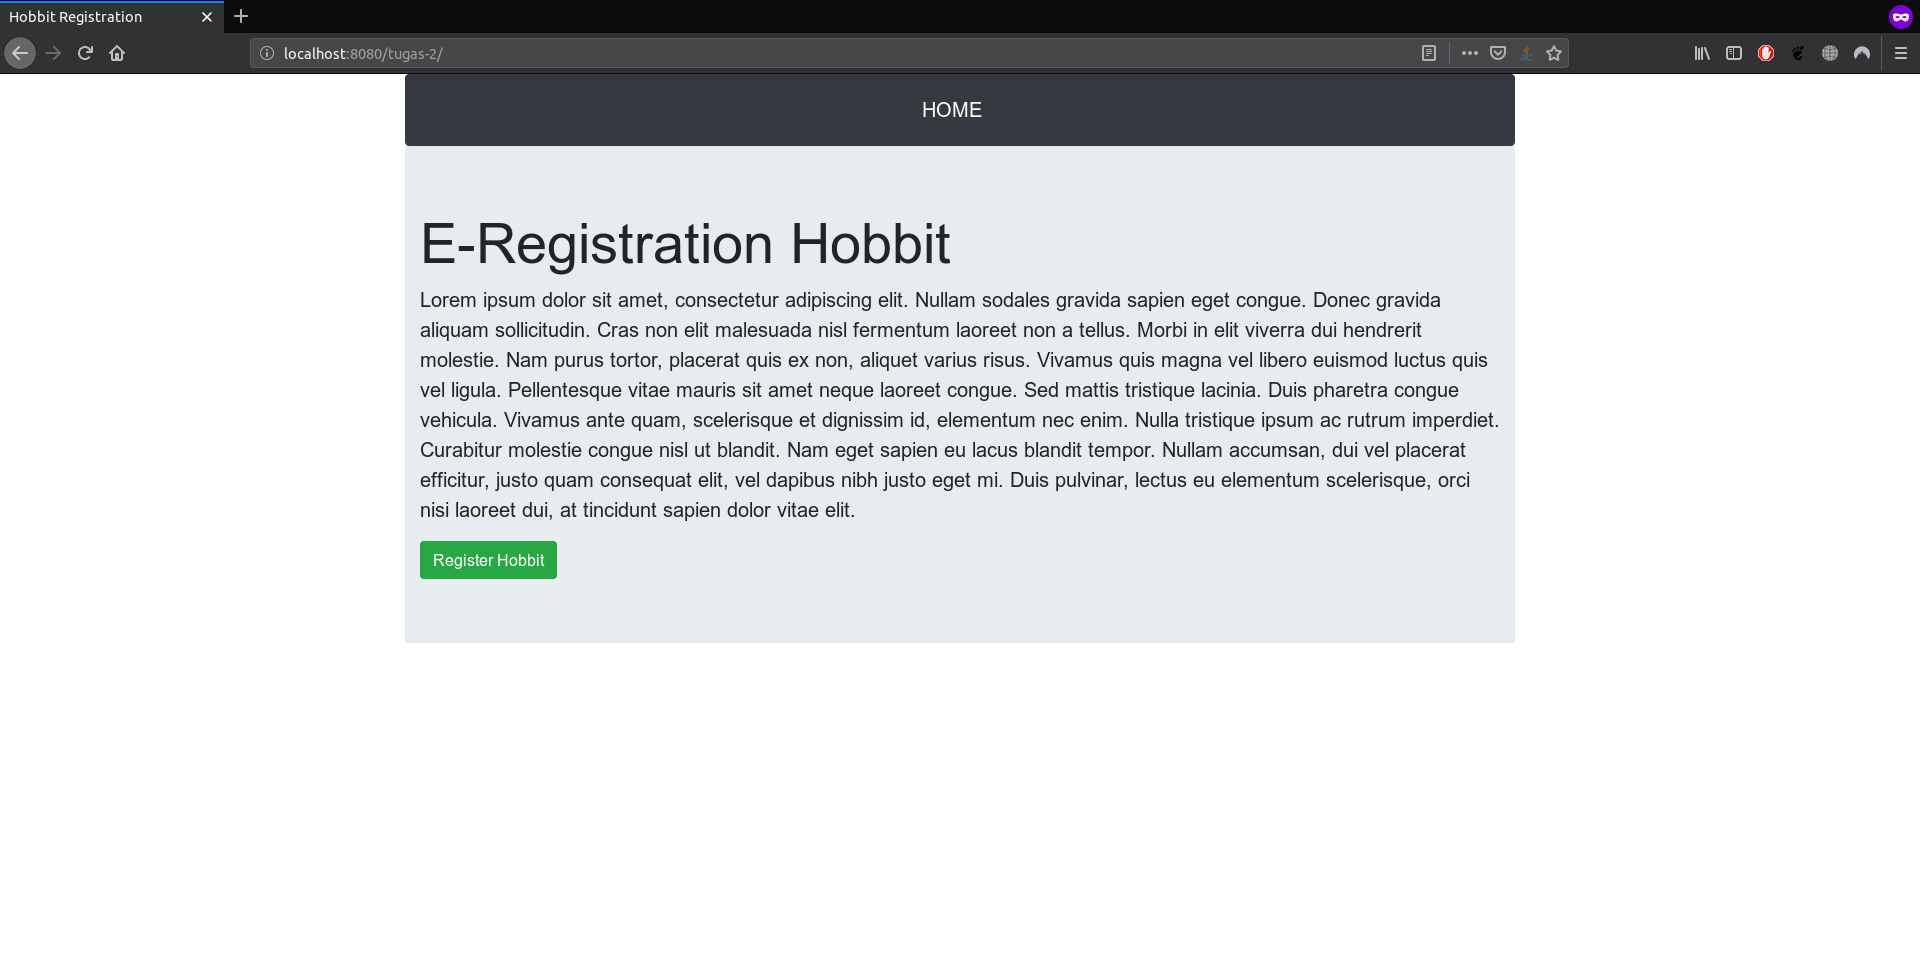 Hobbit Registration
localhost:8080/tugas-2/
HOME
E-Registration Hobbit
Lorem ipsum dolor sit amet, consectetur adipiscing elit. Nullam sodales gravida sapien eget congue. Donec gravida
aliquam sollicitudin. Cras non elit malesuada nisl fermentum laoreet non a tellus. Morbi in elit viverra dui hendrerit
molestie. Nam purus tortor, placerat quis ex non, aliquet varius risus. Vivamus quis magna vel libero euismod luctus quis
vel ligula. Pellentesque vitae mauris sit amet neque laoreet congue. Sed mattis tristique lacinia. Duis pharetra congue
vehicula. Vivamus ante quam, scelerisque et dignissim id, elementum nec enim. Nulla tristique ipsum ac rutrum imperdiet.
Curabitur molestie congue nisl ut blandit. Nam eget sapien eu lacus blandit tempor. Nullam accumsan, dui vel placerat
efficitur, justo quam consequat elit, vel dapibus nibh justo eget mi. Duis pulvinar, lectus eu elementum scelerisque, orci
nisi laoreet dui, at tincidunt sapien dolor vitae elit.
Register Hobbit